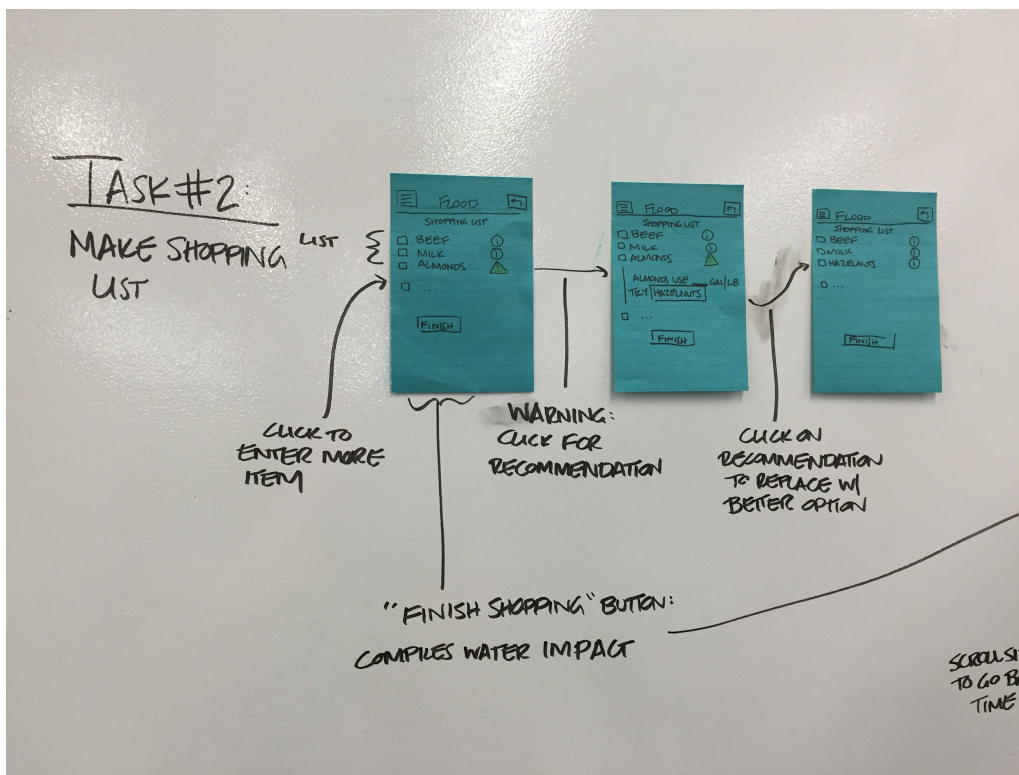 TASK #2:
MAKE SHOPPING
LIST
LIST
FLOOD
SHOPPING LIST
BEEF
MILK
ALMONDS
...
FINISH
FLOOD
SHOPPING LIST
BEEF
MILK
ALMONDS
ALMONDS USE ___ GAL/LB
TRY HAZELNUTS
...
FINISH
FLOOD
SHOPPING LIST
BEEF
MILK
HAZELNUTS
...
FINISH
CLICK TO
ENTER MORE
ITEM
WARNING:
CLICK FOR
RECOMMENDATION
CLICK ON
RECOMMENDATION
TO REPLACE W/
BETTER OPTION
"FINISH SHOPPING" BUTTON:
COMPILES WATER IMPACT
SCROLL
TO GO
TIME